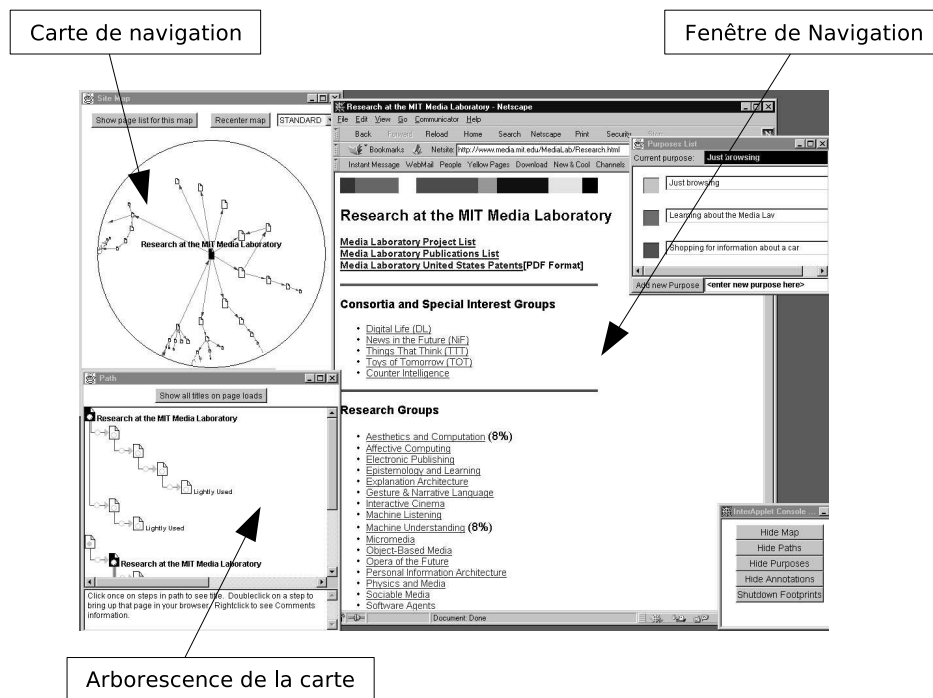 Carte de navigation
Fenêtre de Navigation
Site Map
Show page list for this map
Recenter map
STANDARD
Research at the MIT Media Laboratory
Research at the MIT Media Laboratory - Netscape
File Edit View Go Communicator Help
Back Forward Reload Home Search Netscape Print Security Stop
Bookmarks Netsite: http://www.media.mit.edu/MediaLab/Research.html
Instant Message WebMail People Yellow Pages Download New & Cool Channels
Research at the MIT Media Laboratory
Media Laboratory Project List
Media Laboratory Publications List
Media Laboratory United States Patents[PDF Format]
Consortia and Special Interest Groups
• Digital Life (DL)
• News in the Future (NiF)
• Things That Think (TTT)
• Toys of Tomorrow (TOT)
• Counter Intelligence
Research Groups
• Aesthetics and Computation (8%)
• Affective Computing
• Electronic Publishing
• Epistemology and Learning
• Explanation Architecture
• Gesture & Narrative Language
• Interactive Cinema
• Machine Listening
• Machine Understanding (8%)
• Micromedia
• Object-Based Media
• Opera of the Future
• Personal Information Architecture
• Physics and Media
• Sociable Media
• Software Agents
Document: Done
Purposes List
Current purpose: Just browsing
Just browsing
Learning about the Media Lav
Shopping for information about a car
Add new Purpose <enter new purpose here>
Path
Show all titles on page loads
Research at the MIT Media Laboratory
Lightly Used
Lightly Used
Research at the MIT Media Laboratory
Click once on steps in path to see title. Doubleclick on a step to
bring up that page in your browser. Rightclick to see Comments
information.
InterApplet Console ...
Hide Map
Hide Paths
Hide Purposes
Hide Annotations
Shutdown Footprints
Arborescence de la carte